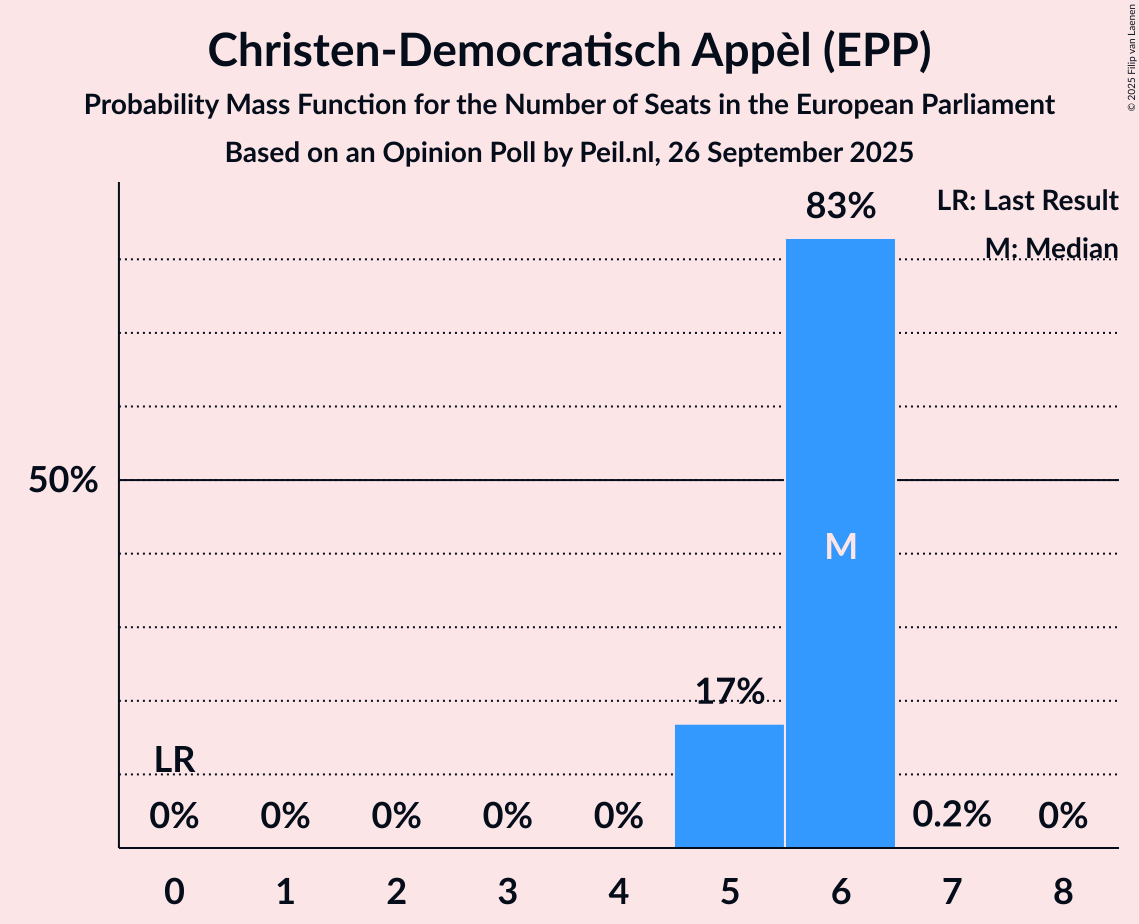 Christen-Democratisch Appèl (EPP)
Probability Mass Function for the Number of Seats in the European Parliament
Based on an Opinion Poll by Peil.nl, 26 September 2025
© 2025 Filip van Laenen
LR: Last Result
M: Median
83%
50%
M
17%
LR
0% 0% 0% 0% 0% 0.2% 0%
0 1 2 3 4 5 6 7 8